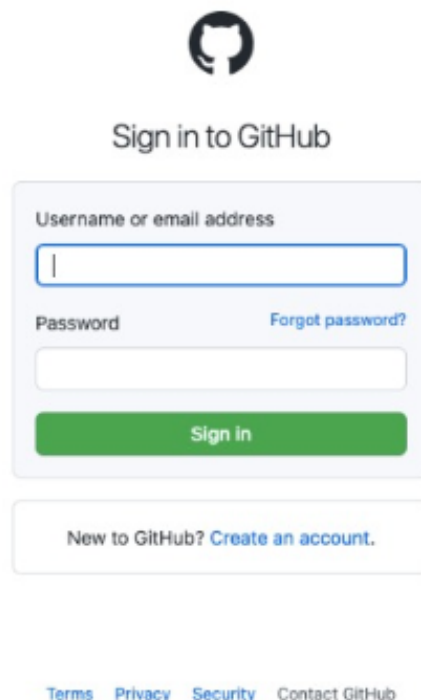 Sign in to GitHub
Username or email address
Password Forgot password?
Sign in
New to GitHub? Create an account.
Terms Privacy Security Contact GitHub